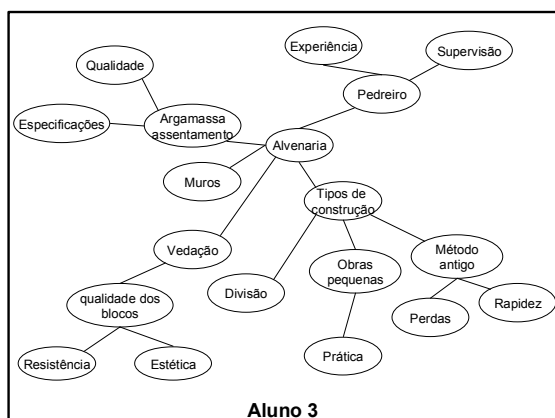 Experiência
Supervisão
Qualidade
Pedreiro
Especificações
Argamassa
assentamento
Alvenaria
Muros
Tipos de
construção
Vedação
Obras
pequenas
Método
antigo
Divisão
qualidade dos
blocos
Perdas
Rapidez
Resistência
Estética
Prática
Aluno 3